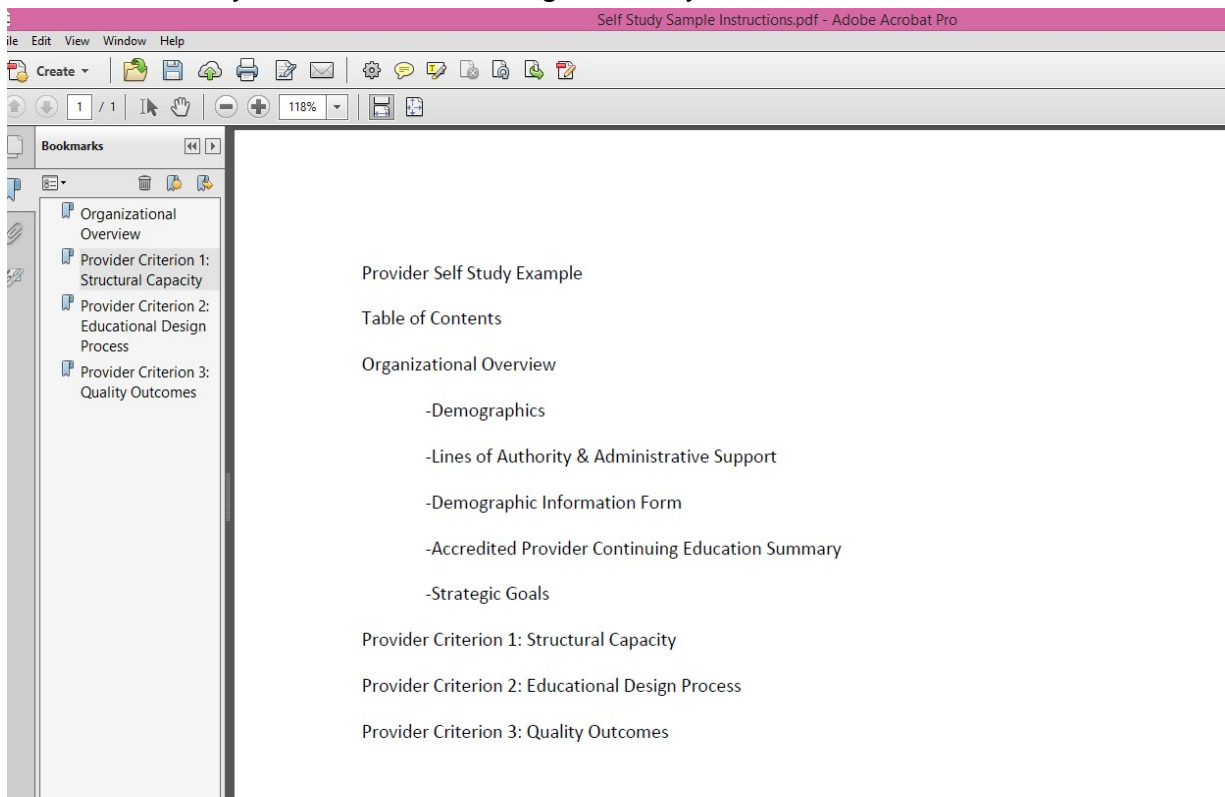 Self Study Sample Instructions.pdf - Adobe Acrobat Pro
Edit View Window Help
Create
1 / 1 118%
Bookmarks
Organizational
Overview
Provider Criterion 1:
Structural Capacity
Provider Criterion 2:
Educational Design
Process
Provider Criterion 3:
Quality Outcomes
Provider Self Study Example
Table of Contents
Organizational Overview
-Demographics
-Lines of Authority & Administrative Support
-Demographic Information Form
-Accredited Provider Continuing Education Summary
-Strategic Goals
Provider Criterion 1: Structural Capacity
Provider Criterion 2: Educational Design Process
Provider Criterion 3: Quality Outcomes